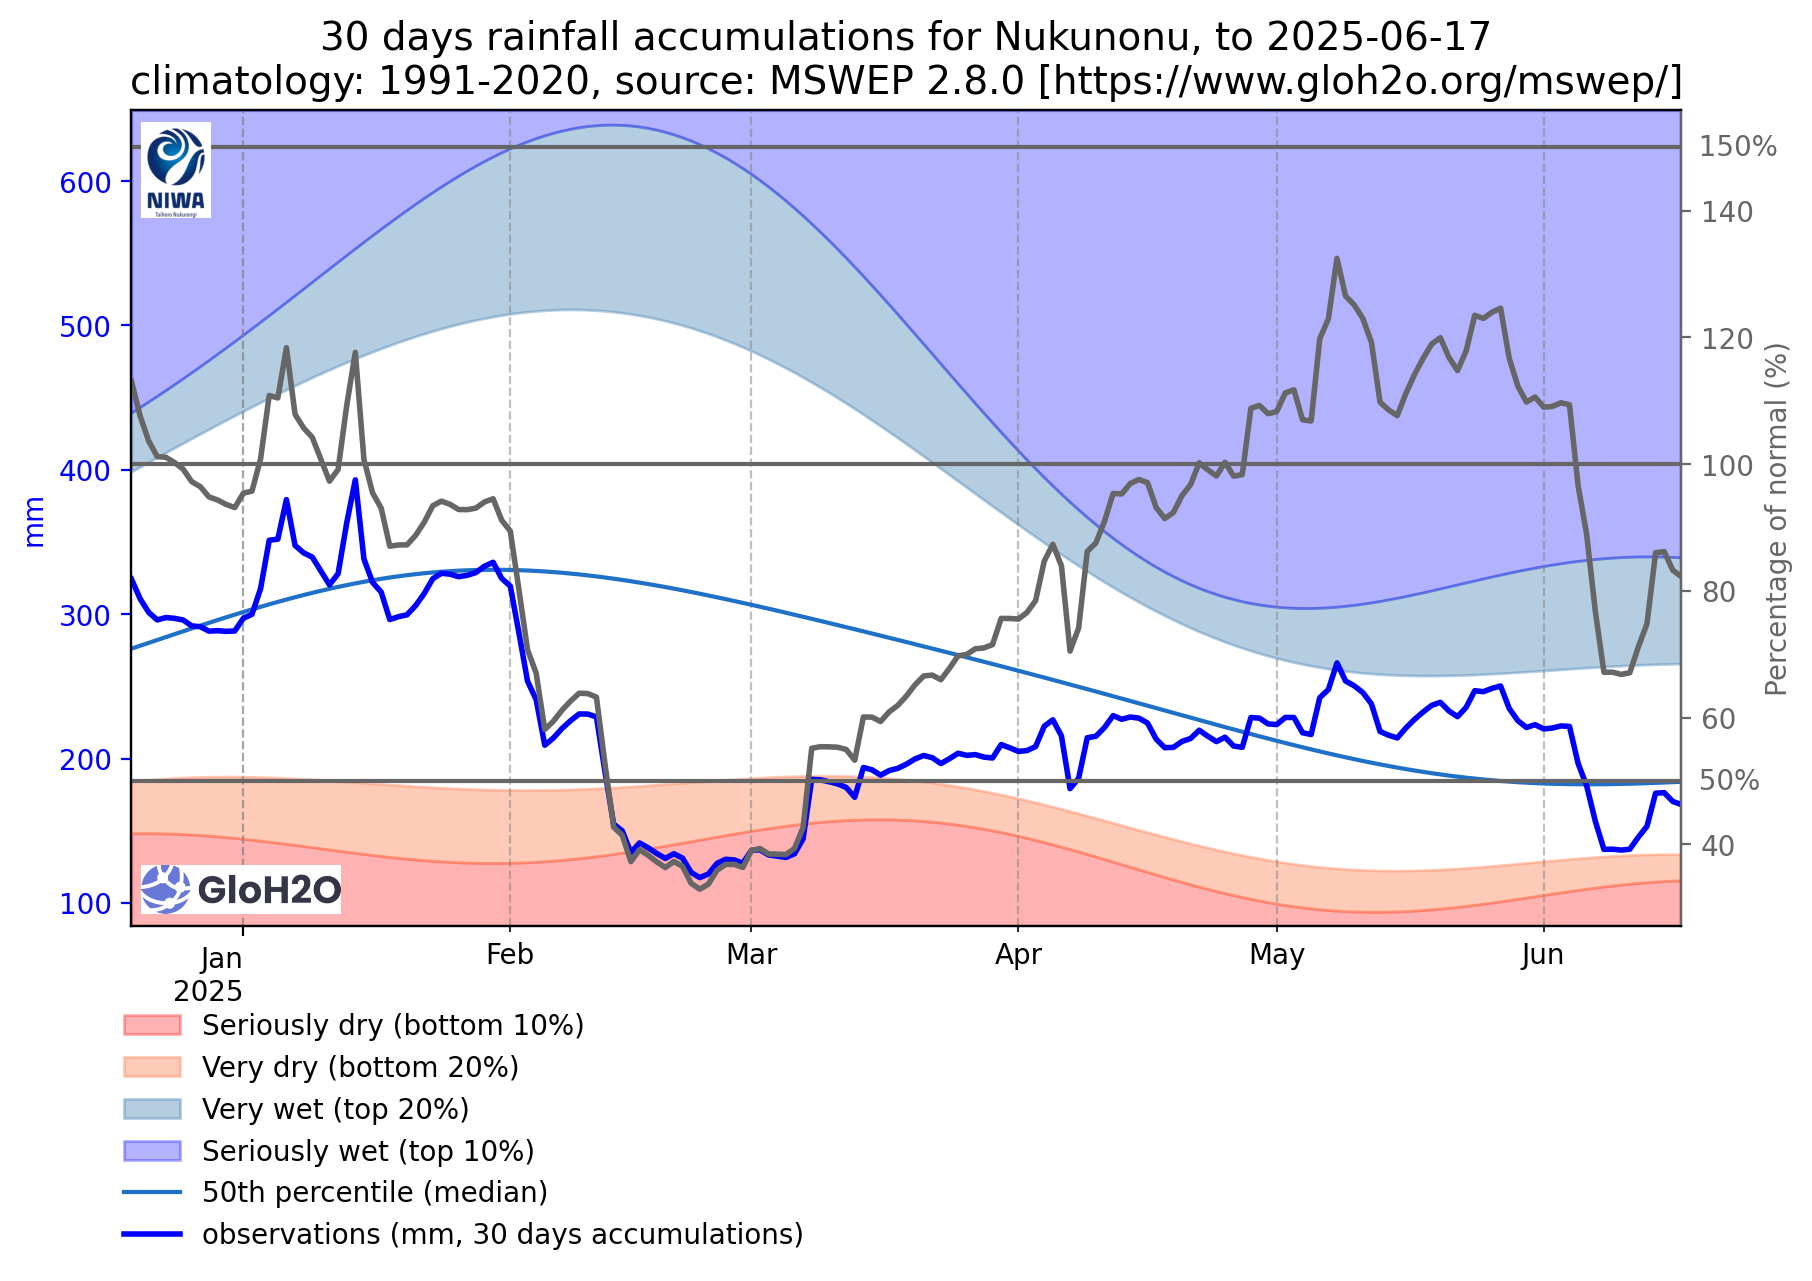 30 days rainfall accumulations for Nukunonu, to 2025-06-17
climatology: 1991-2020, source: MSWEP 2.8.0 [https://www.gloh2o.org/mswep/]
NIWA
Taihoro Nukurangi
600
500
400
300
200
100
mm
150%
140
120
100
80
60
50%
40
Percentage of normal (%)
GloH2O
Jan
2025
Feb
Mar
Apr
May
Jun
Seriously dry (bottom 10%)
Very dry (bottom 20%)
Very wet (top 20%)
Seriously wet (top 10%)
50th percentile (median)
observations (mm, 30 days accumulations)